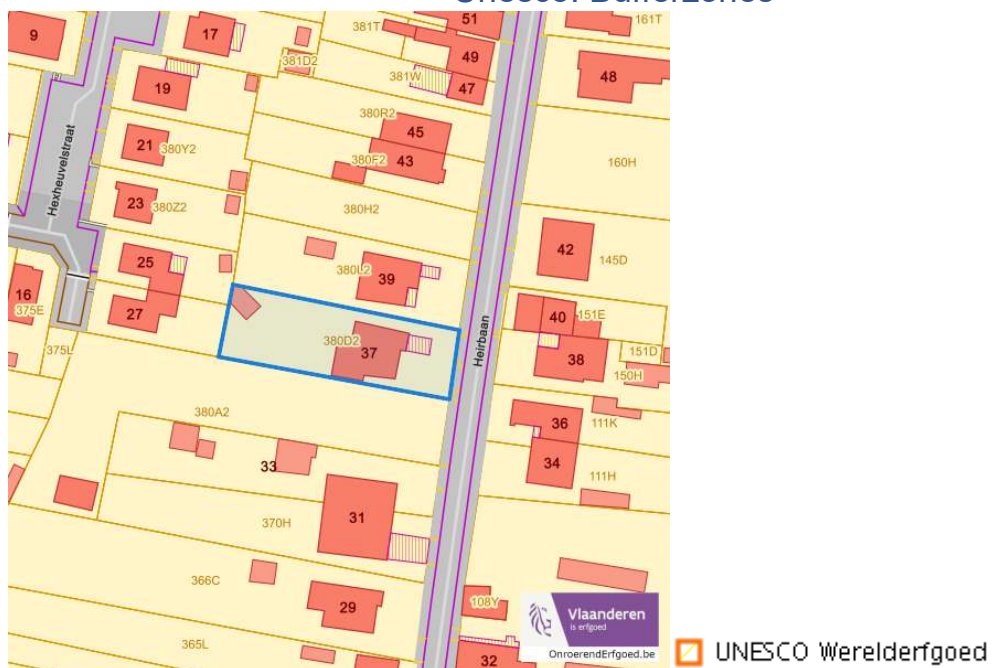 Unesco: Bufferzones
9
17
381T
51
161T
381D2
49
48
19
381W
47
380R2
45
21
380Y2
380F2
43
160H
Hexheuvelstraat
23
380Z2
380H2
42
145D
25
380L2
39
16
375E
27
40
151E
380D2
37
Heirbaan
38
151D
375L
150H
380A2
36
111K
33
34
111H
31
370H
366C
29
108Y
365L
32
Vlaanderen
is erfgoed
OnroerendErfgoed.be
UNESCO Werelderfgoed